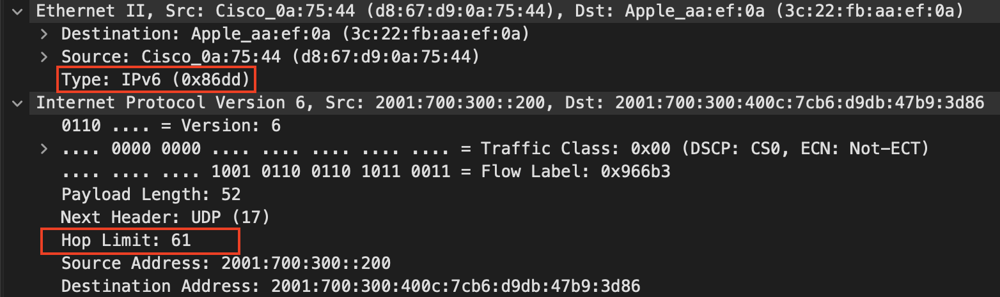 Ethernet II, Src: Cisco_0a:75:44 (d8:67:d9:0a:75:44), Dst: Apple_aa:ef:0a (3c:22:fb:aa:ef:0a)
Destination: Apple_aa:ef:0a (3c:22:fb:aa:ef:0a)
Source: Cisco_0a:75:44 (d8:67:d9:0a:75:44)
Type: IPv6 (0x86dd)
Internet Protocol Version 6, Src: 2001:700:300::200, Dst: 2001:700:300:400c:7cb6:d9db:47b9:3d86
0110 .... = Version: 6
.... 0000 0000 .... .... .... .... .... = Traffic Class: 0x00 (DSCP: CS0, ECN: Not-ECT)
.... .... .... 1001 0110 0110 1011 0011 = Flow Label: 0x966b3
Payload Length: 52
Next Header: UDP (17)
Hop Limit: 61
Source Address: 2001:700:300::200
Destination Address: 2001:700:300:400c:7cb6:d9db:47b9:3d86